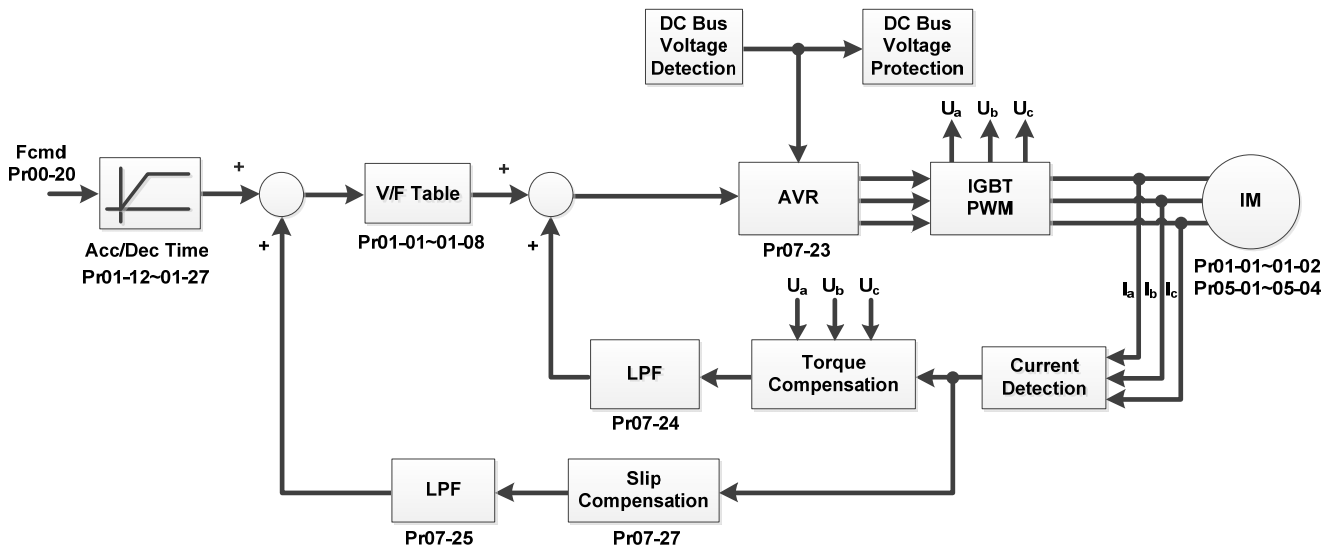 DC Bus
Voltage
Detection
DC Bus
Voltage
Protection
Ua Ub Uc
Fcmd
Pr00-20
+
+
V/F Table
+
+
AVR
IGBT
PWM
IM
Acc/Dec Time
Pr01-12~01-27
Pr01-01~01-08
Pr07-23
Pr01-01~01-02
Pr05-01~05-04
Ua Ub Uc
Ia Ib Ic
LPF
Torque
Compensation
Current
Detection
Pr07-24
LPF
Slip
Compensation
Pr07-25
Pr07-27